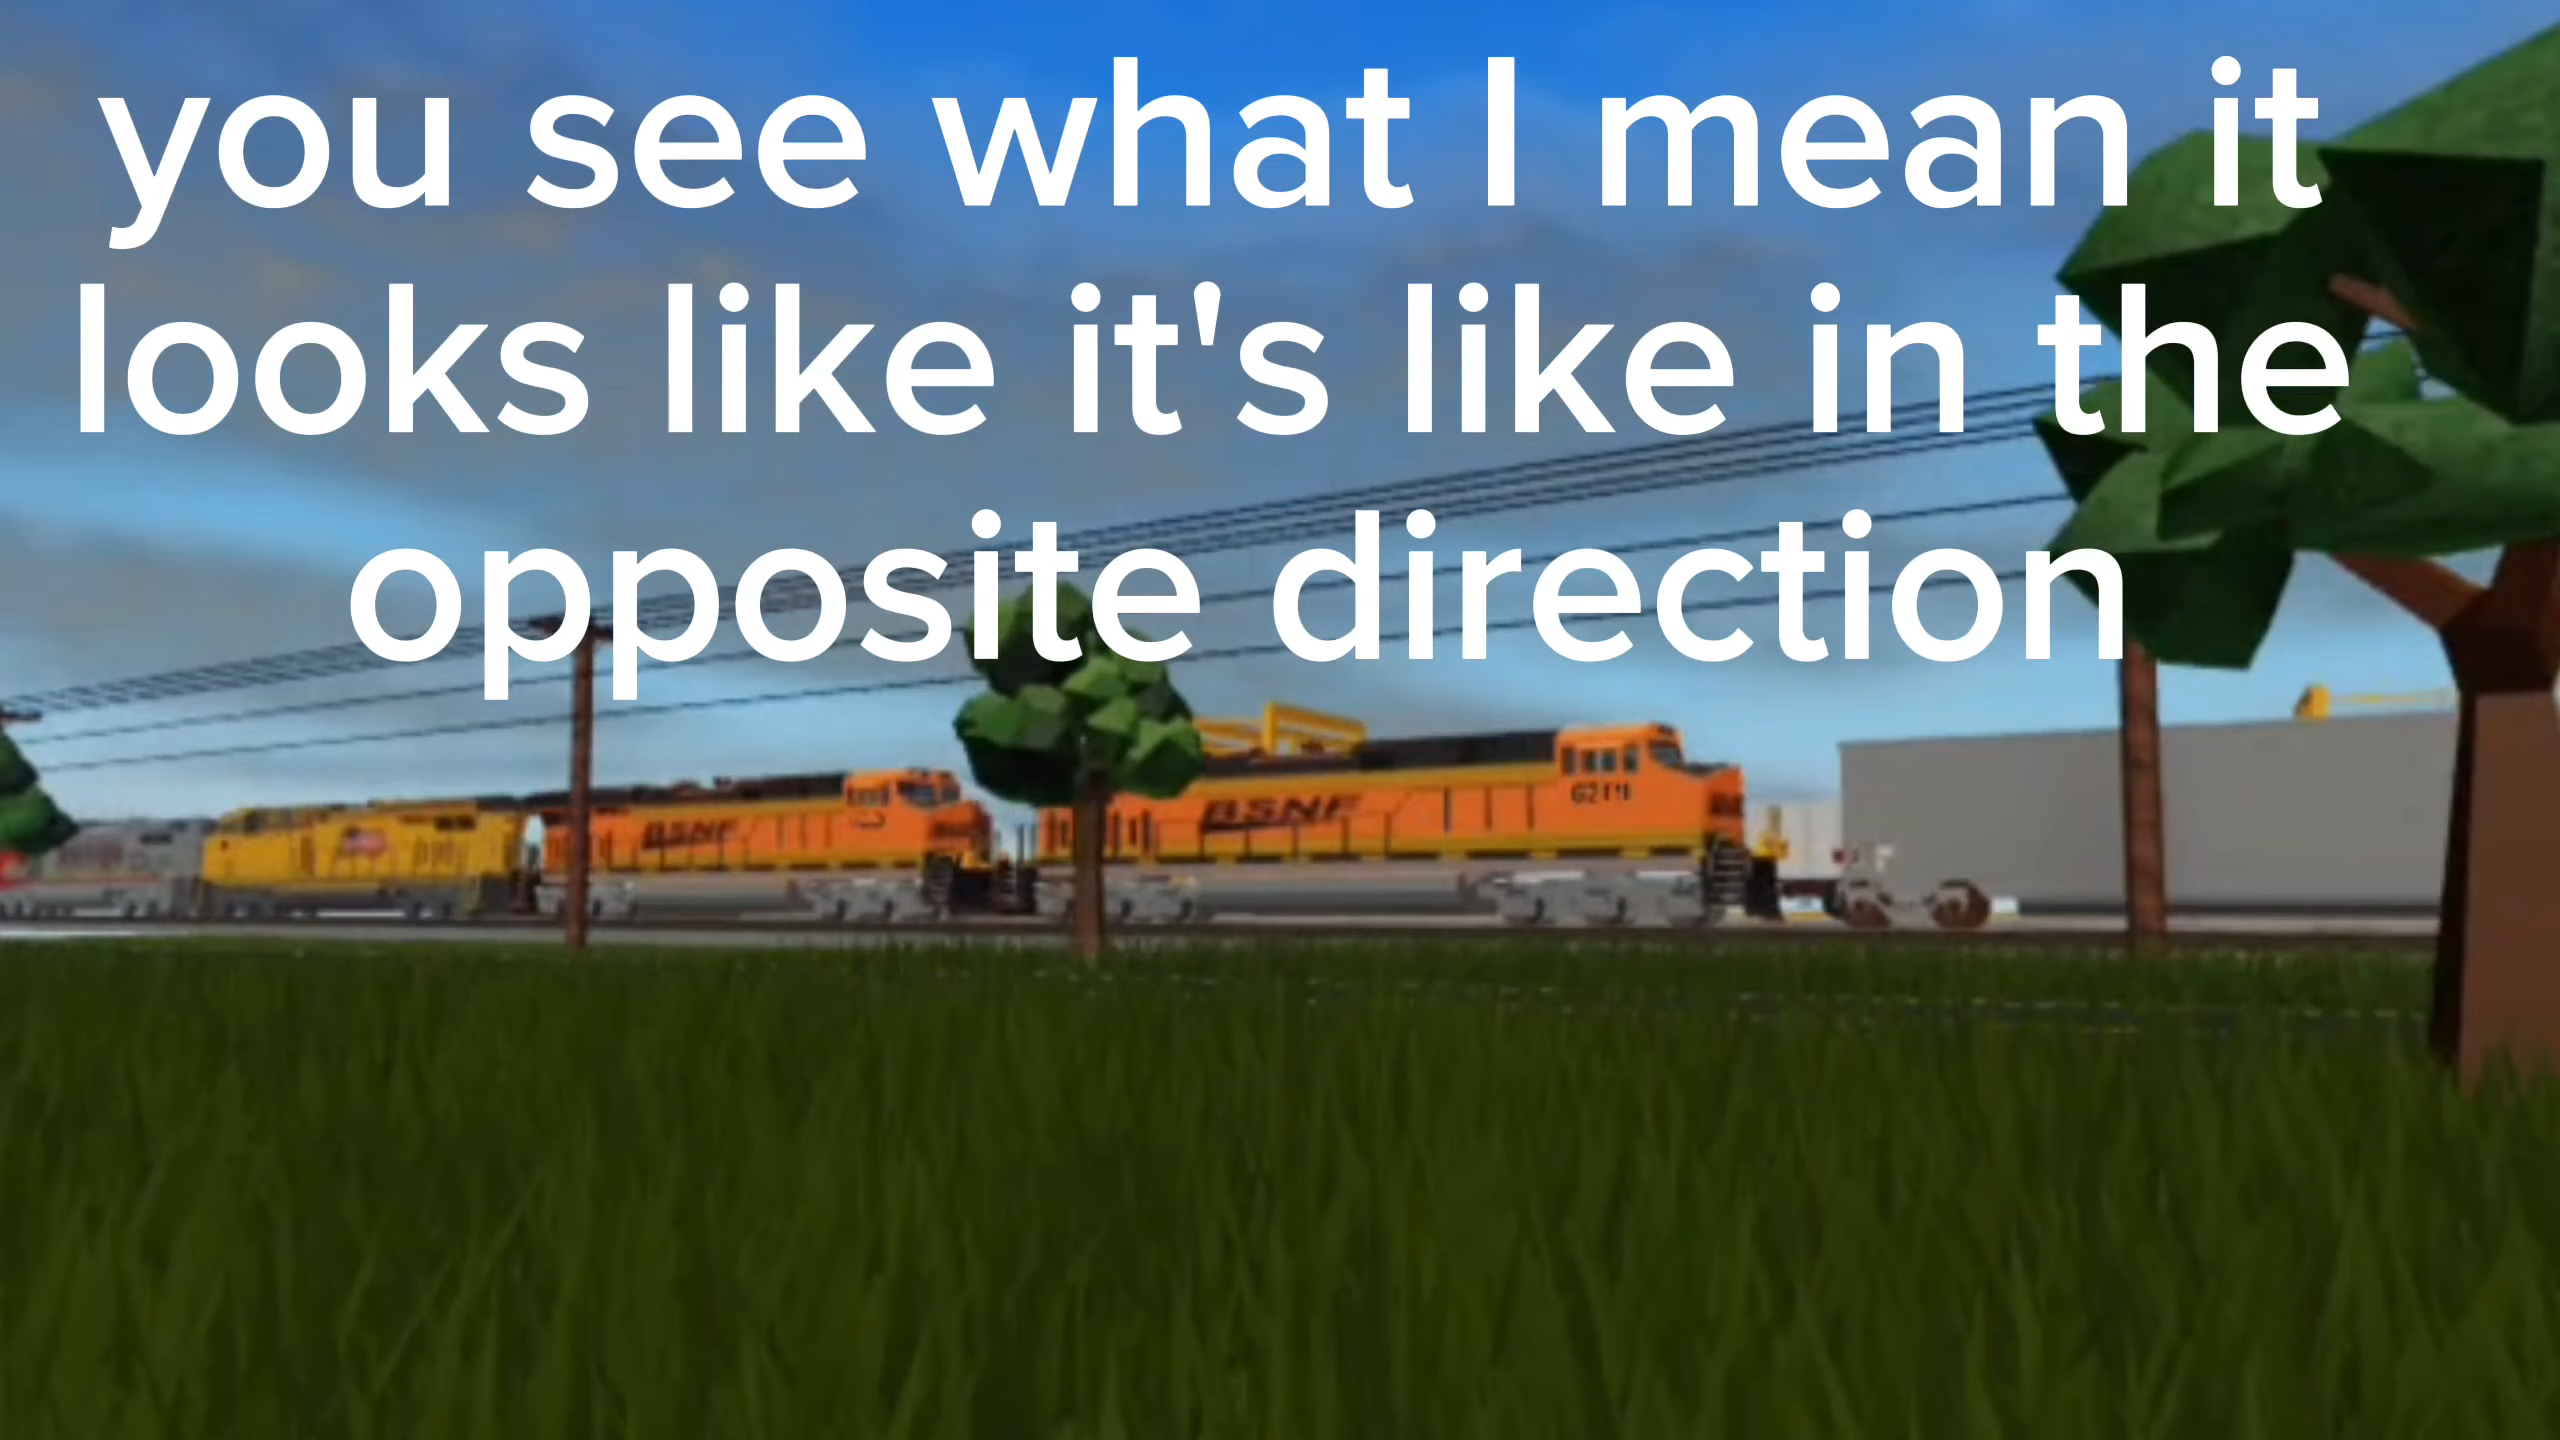 you see what I mean it
looks like it's like in the
opposite direction
BSNF
BSNF